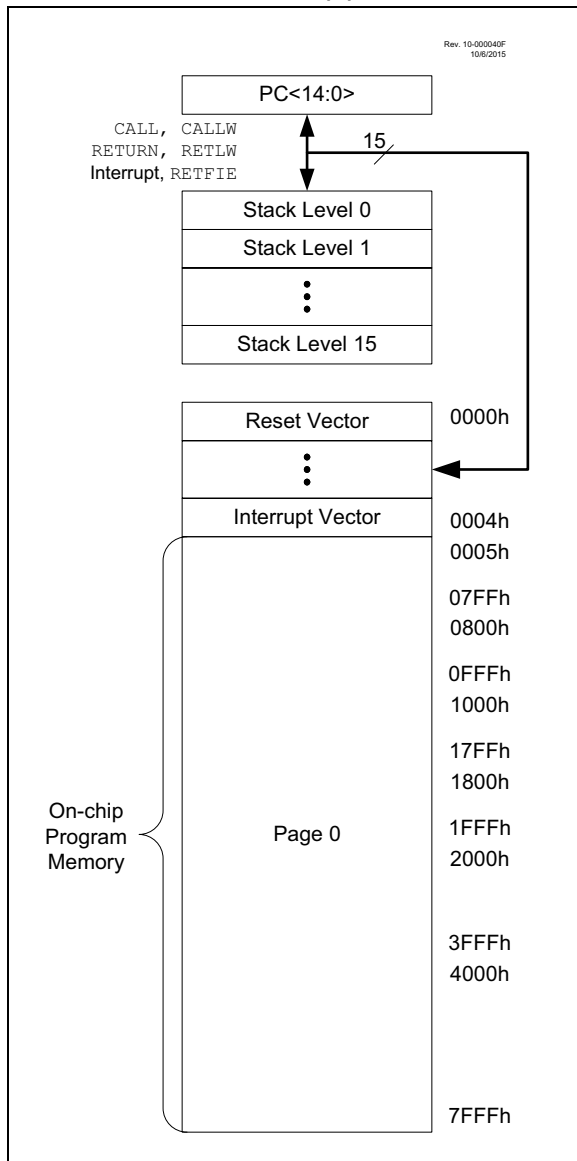 Rev. 10-000040F
10/6/2015
PC<14:0>
CALL, CALLW
RETURN, RETLW
Interrupt, RETFIE
15
Stack Level 0
Stack Level 1
Stack Level 15
Reset Vector
0000h
Interrupt Vector
0004h
0005h
07FFh
0800h
0FFFh
1000h
17FFh
1800h
On-chip
Program
Memory
Page 0
1FFFh
2000h
3FFFh
4000h
7FFFh